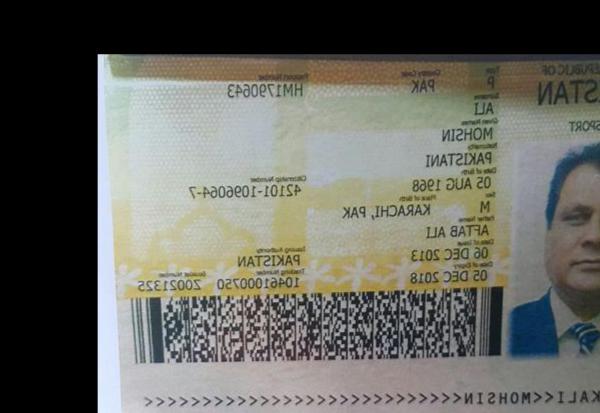 EPUBLIC OF
STAN
SPORT
Type
P
Country Code
PAK
Passport Number
HM1790643
Surname
ALI
Given Names
MOHSIN
Nationality
PAKISTANI
Date of Birth
05 AUG 1968
Citizenship Number
42101-1096064-7
Sex
M
Place of Birth
KARACHI, PAK
Father Name
AFTAB ALI
Date of Issue
06 DEC 2013
Issuing Authority
PAKISTAN
Date of Expiry
05 DEC 2018
Tracking Number
10461000750
Booklet Number
Z0021325
KALI<<MOHSIN<<<<<<<<<<<<<<<<<<<<<<